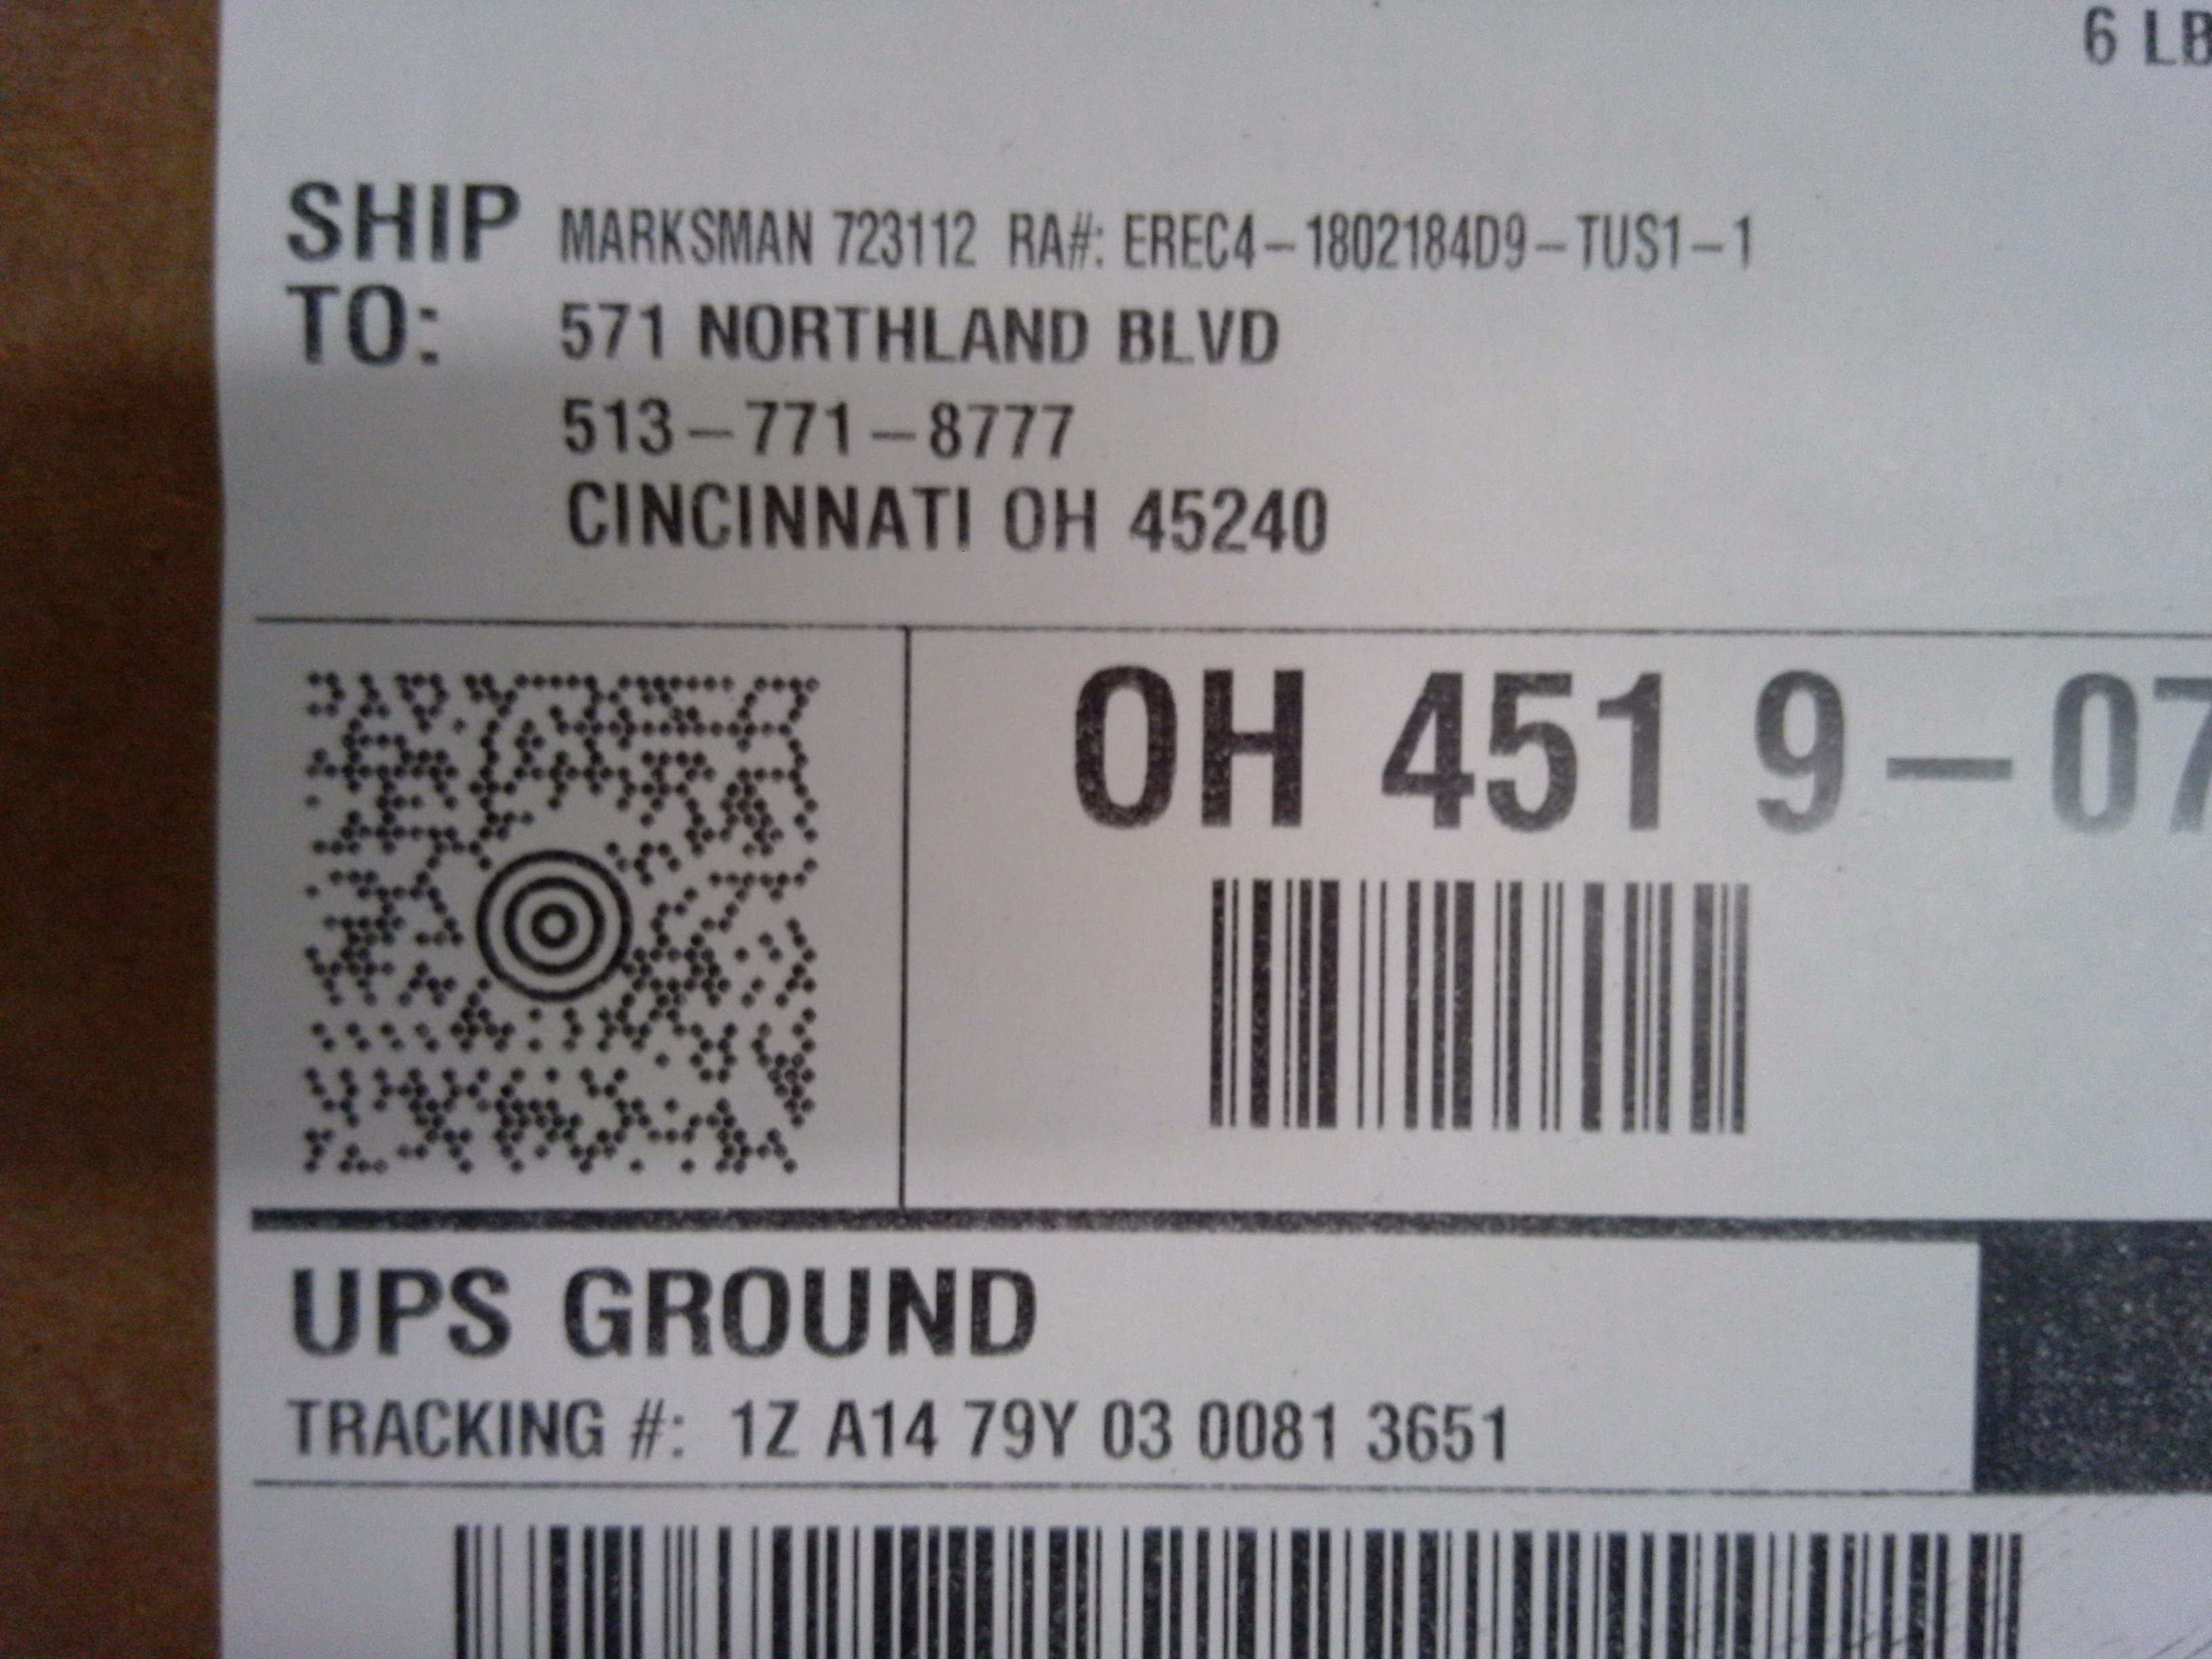 6 LB
SHIP TO:
MARKSMAN 723112 RA#: EREC4-1802184D9-TUS1-1
571 NORTHLAND BLVD
513-771-8777
CINCINNATI OH 45240
OH 451 9-07
UPS GROUND
TRACKING #: 1Z A14 79Y 03 0081 3651